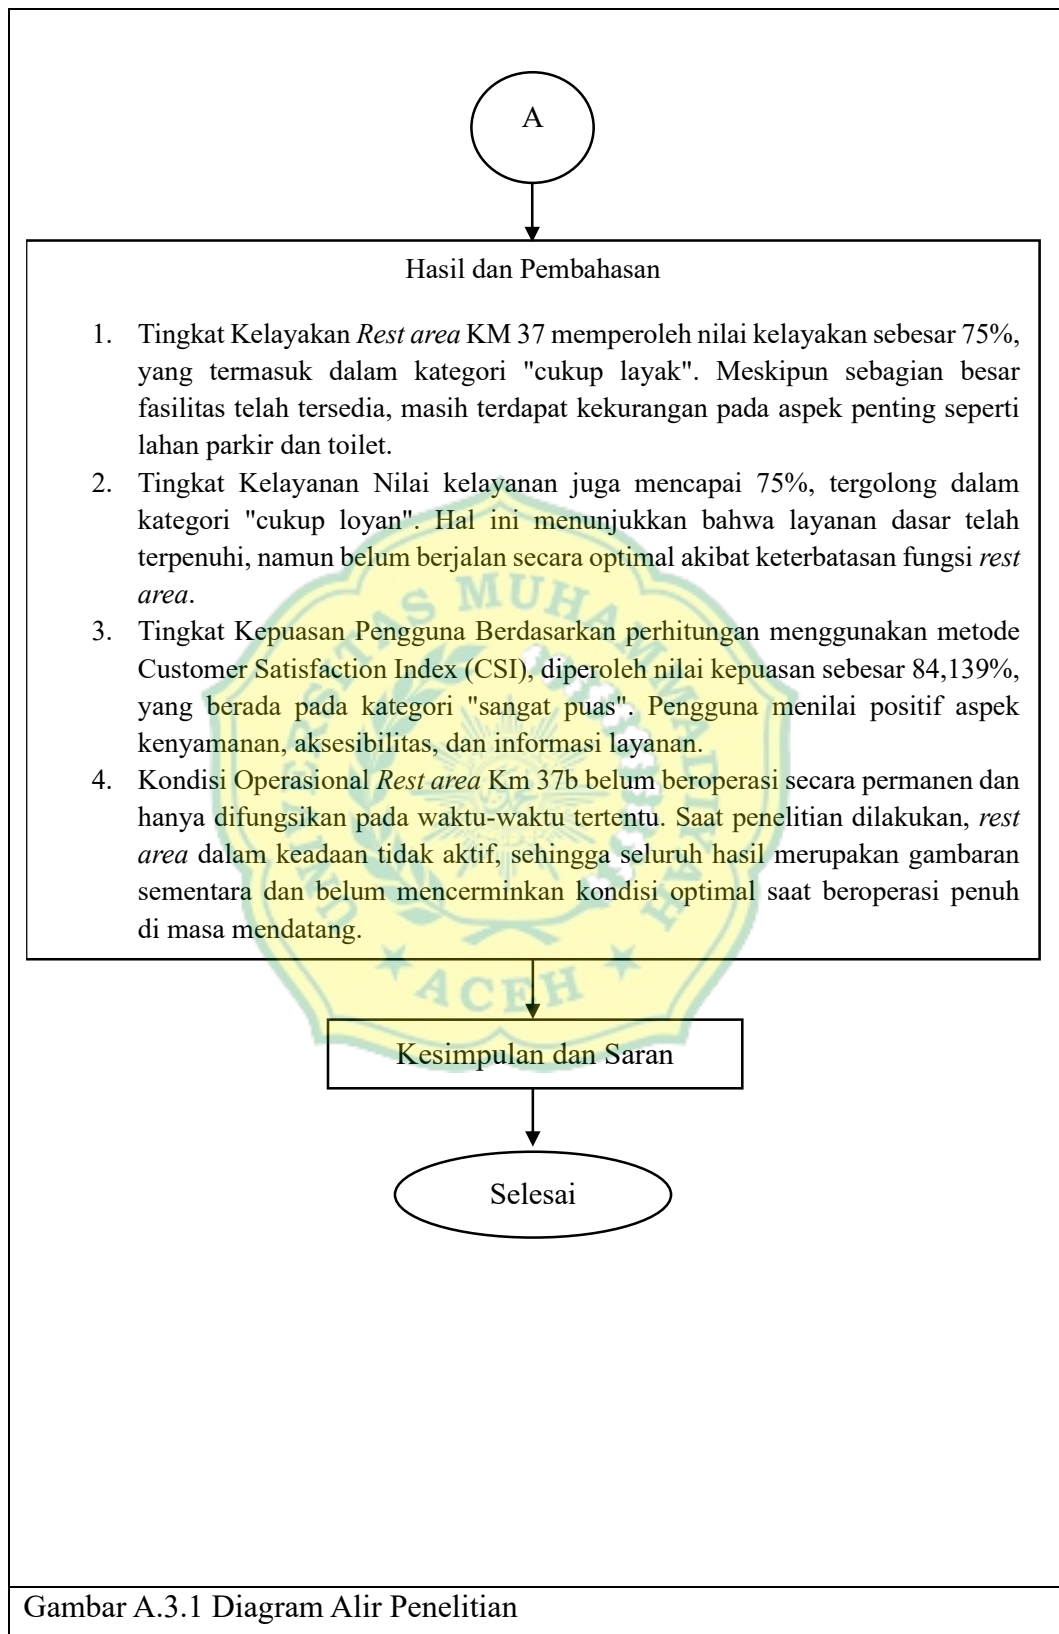 A
Hasil dan Pembahasan
1. Tingkat Kelayakan Rest area KM 37 memperoleh nilai kelayakan sebesar 75%,
yang termasuk dalam kategori "cukup layak". Meskipun sebagian besar
fasilitas telah tersedia, masih terdapat kekurangan pada aspek penting seperti
lahan parkir dan toilet.
2. Tingkat Kelayanan Nilai kelayanan juga mencapai 75%, tergolong dalam
kategori "cukup loyan". Hal ini menunjukkan bahwa layanan dasar telah
terpenuhi, namun belum berjalan secara optimal akibat keterbatasan fungsi rest
area.
3. Tingkat Kepuasan Pengguna Berdasarkan perhitungan menggunakan metode
Customer Satisfaction Index (CSI), diperoleh nilai kepuasan sebesar 84,139%,
yang berada pada kategori "sangat puas". Pengguna menilai positif aspek
kenyamanan, aksesibilitas, dan informasi layanan.
4. Kondisi Operasional Rest area Km 37b belum beroperasi secara permanen dan
hanya difungsikan pada waktu-waktu tertentu. Saat penelitian dilakukan, rest
area dalam keadaan tidak aktif, sehingga seluruh hasil merupakan gambaran
sementara dan belum mencerminkan kondisi optimal saat beroperasi penuh
di masa mendatang.
UNIVERSITAS MUHAMMADIYAH
ACEH
Kesimpulan dan Saran
Selesai
Gambar A.3.1 Diagram Alir Penelitian